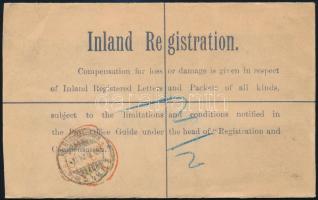 Inland Registration.
Compensation for loss or damage is given in respect
of Inland Registered Letters and Packets of all kinds,
subject to the limitations and conditions notified in
the Post Office Guide under the head of "Registration and
Compensation."